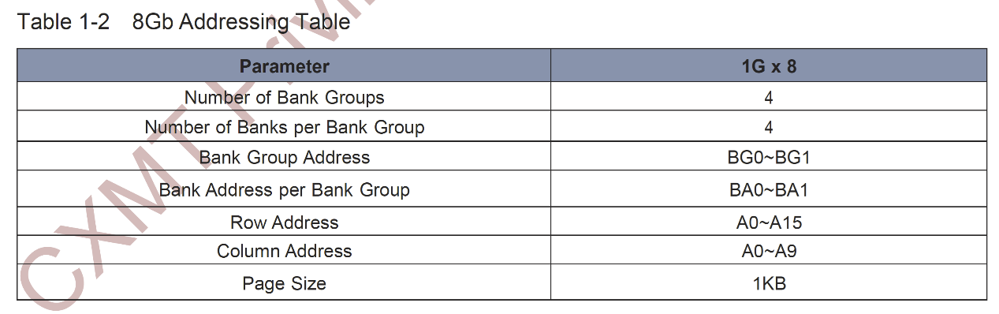 Table 1-2 8Gb Addressing Table
Parameter 1G x 8
Number of Bank Groups 4
Number of Banks per Bank Group 4
Bank Group Address BG0~BG1
Bank Address per Bank Group BA0~BA1
Row Address A0~A15
Column Address A0~A9
Page Size 1KB
CXMT